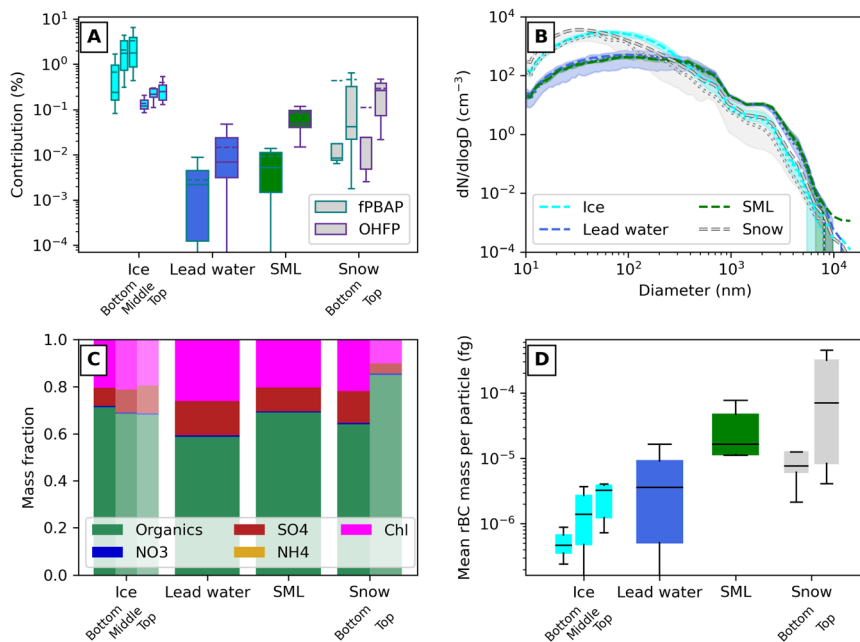 A
Contribution (%)
10^1
10^0
10^-1
10^-2
10^-3
10^-4
fPBAP
OHFP
Ice
Lead water
SML
Snow
Bottom
Middle
Top
Bottom
Top
B
dN/dlogD (cm^-3)
10^4
10^2
10^0
10^-2
10^-4
Ice
Lead water
SML
Snow
10^1
10^2
10^3
10^4
Diameter (nm)
C
Mass fraction
1.0
0.8
0.6
0.4
0.2
0.0
Organics
NO3
SO4
NH4
Chl
Ice
Lead water
SML
Snow
Bottom
Middle
Top
Bottom
Top
D
Mean rBC mass per particle (fg)
10^-4
10^-5
10^-6
Ice
Lead water
SML
Snow
Bottom
Middle
Top
Bottom
Top